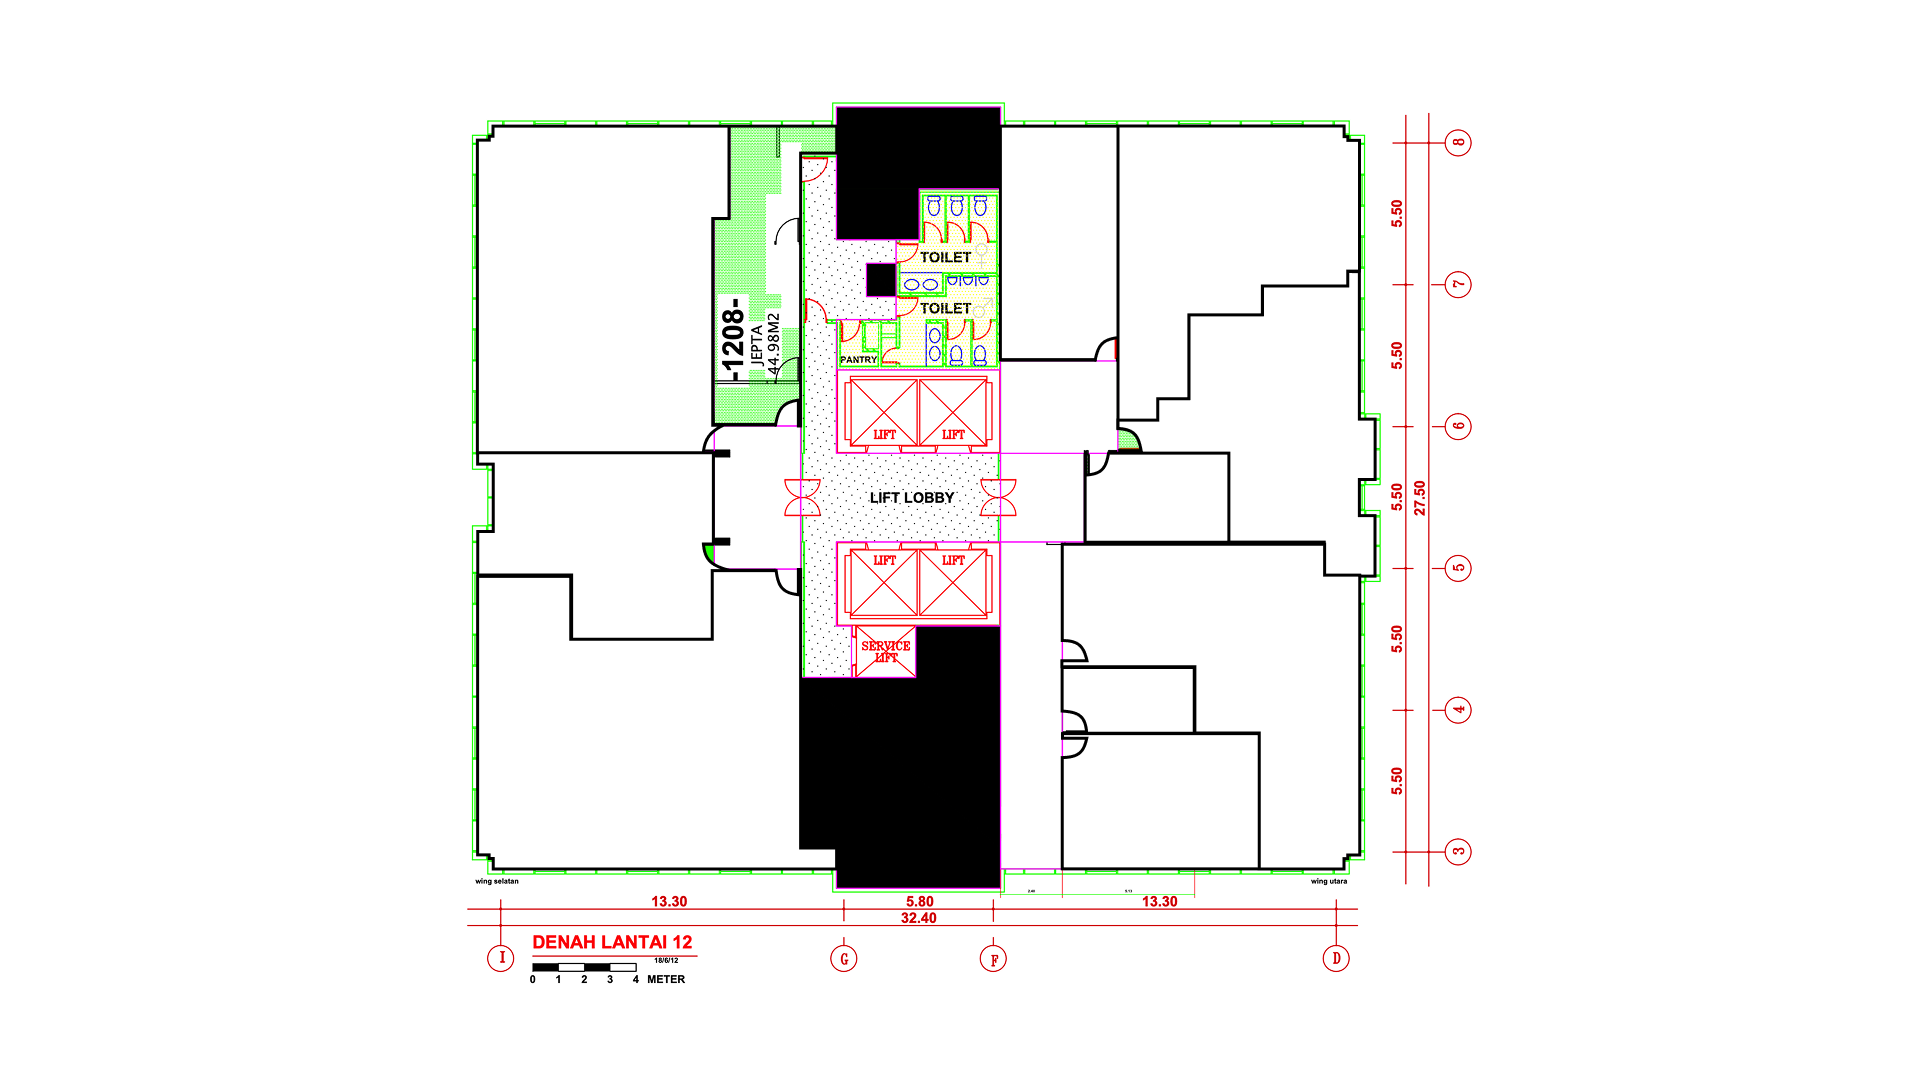 8
5.50
TOILET
7
TOILET
-1208-
JEPTA
44.98M2
5.50
PANTRY
6
LIFT
LIFT
5.50
27.50
LIFT LOBBY
LIFT
LIFT
5
SERVICE
LIFT
5.50
4
5.50
3
wing selatan
wing utara
2.40
5.13
13.30
5.80
13.30
32.40
DENAH LANTAI 12
18/6/12
I
G
F
D
0 1 2 3 4 METER